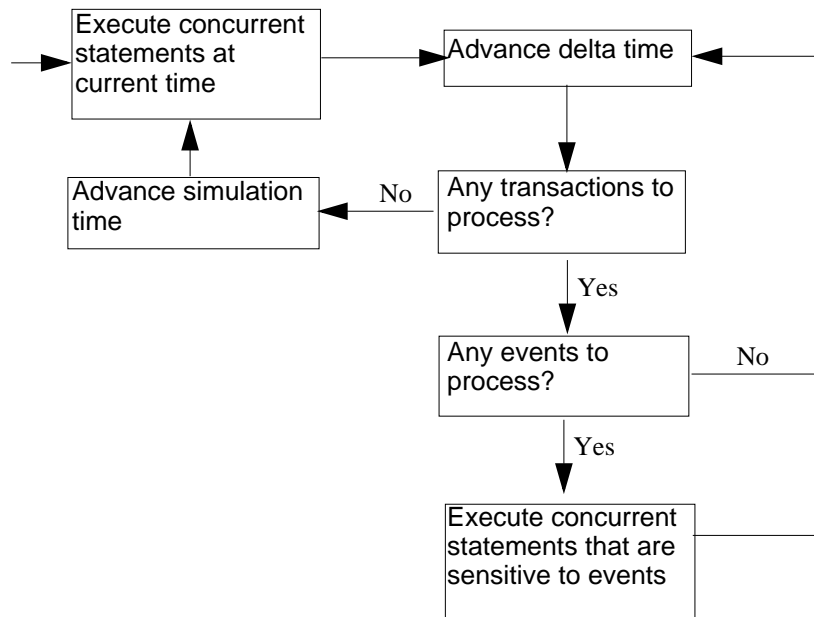 Execute concurrent
statements at
current time
Advance delta time
Advance simulation
time
No
Any transactions to
process?
Yes
Any events to
process?
No
Yes
Execute concurrent
statements that are
sensitive to events